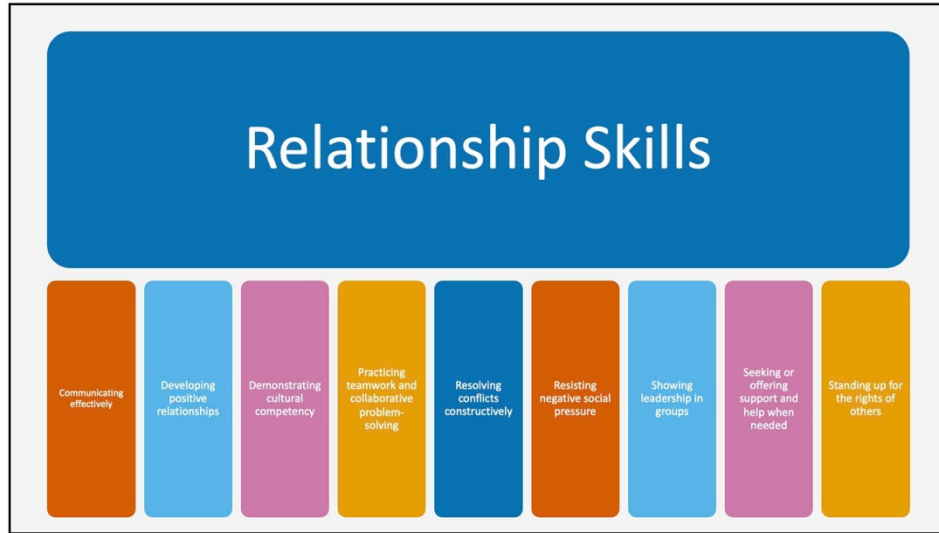 Relationship Skills
Communicating
effectively
Developing
positive
relationships
Demonstrating
cultural
competency
Practicing
teamwork and
collaborative
problem-
solving
Resolving
conflicts
constructively
Resisting
negative social
pressure
Showing
leadership in
groups
Seeking or
offering
support and
help when
needed
Standing up for
the rights of
others